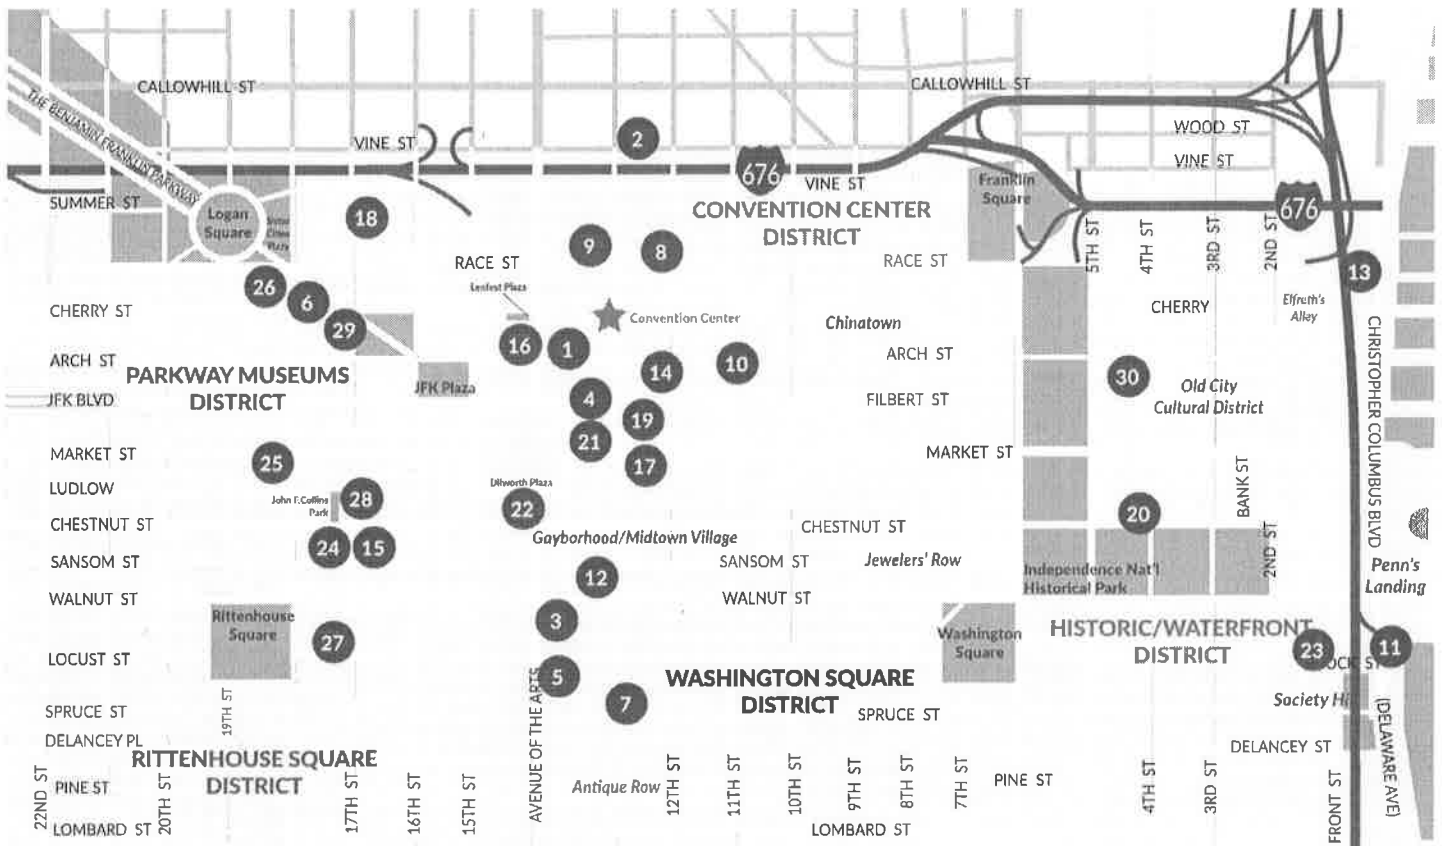 CALLOWHILL ST
CALLOWHILL ST
THE BENJAMIN FRANKLIN PARKWAY
2
WOOD ST
VINE ST
VINE ST
676
VINE ST
Franklin
Square
SUMMER ST
Logan
Square
Sister
Cities
Park
18
CONVENTION CENTER
DISTRICT
676
5TH ST
4TH ST
3RD ST
2ND ST
9
8
RACE ST
RACE ST
Lenfest Plaza
13
26
6
29
CHERRY ST
Convention Center
Chinatown
CHERRY
Elfreth's
Alley
16
1
14
10
ARCH ST
ARCH ST
PARKWAY MUSEUMS
DISTRICT
JFK Plaza
30
Old City
Cultural District
CHRISTOPHER COLUMBUS BLVD
JFK BLVD
4
19
FILBERT ST
21
17
MARKET ST
MARKET ST
25
LUDLOW
John F. Collins
Park
28
Dilworth Plaza
22
BANK ST
20
CHESTNUT ST
CHESTNUT ST
Gayborhood/Midtown Village
24
15
SANSOM ST
SANSOM ST
Jewelers' Row
2ND ST
Independence Nat'l
Historical Park
Penn's
Landing
12
WALNUT ST
WALNUT ST
Rittenhouse
Square
27
3
Washington
Square
HISTORIC/WATERFRONT
DISTRICT
23
11
LOCUST ST
OCK ST
5
WASHINGTON SQUARE
DISTRICT
7
Society Hi
SPRUCE ST
19TH ST
AVENUE OF THE ARTS
SPRUCE ST
(DELAWARE AVE)
DELANCEY PL
DELANCEY ST
RITTENHOUSE SQUARE
DISTRICT
22ND ST
PINE ST
20TH ST
17TH ST
16TH ST
15TH ST
Antique Row
12TH ST
11TH ST
10TH ST
9TH ST
8TH ST
7TH ST
PINE ST
4TH ST
3RD ST
FRONT ST
LOMBARD ST
LOMBARD ST